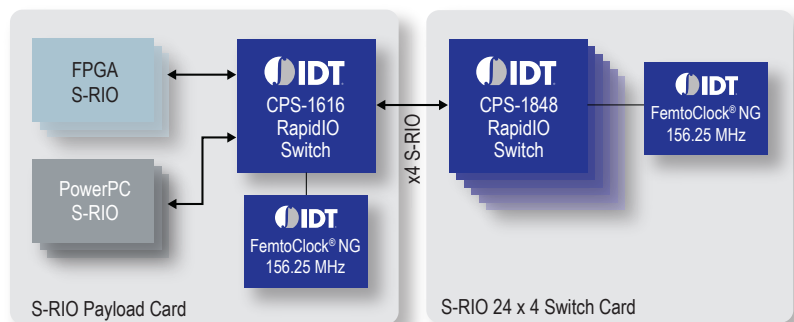 FPGA
S-RIO
PowerPC
S-RIO
IDT
CPS-1616
RapidIO
Switch
IDT
FemtoClock® NG
156.25 MHz
S-RIO Payload Card
x4 S-RIO
IDT
CPS-1848
RapidIO
Switch
IDT
FemtoClock® NG
156.25 MHz
S-RIO 24 x 4 Switch Card